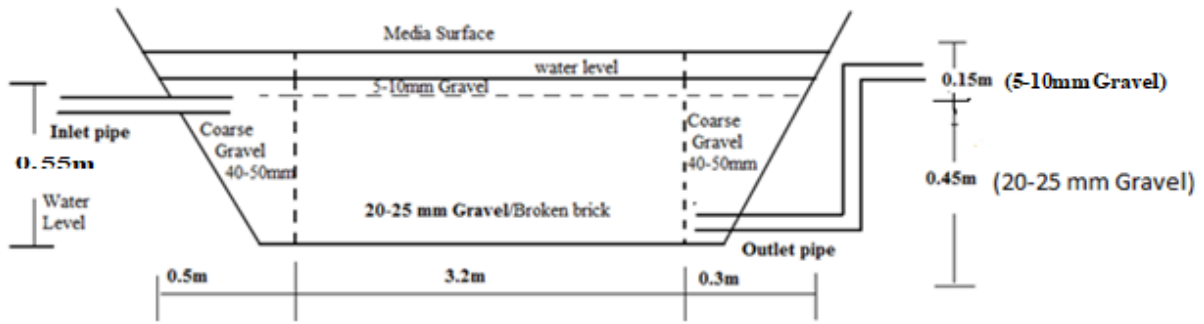 Media Surface
water level
5-10mm Gravel
0.15m (5-10mm Gravel)
Inlet pipe
Coarse
Gravel
40-50mm
Coarse
Gravel
40-50mm
0.55m
Water
Level
0.45m (20-25 mm Gravel)
20-25 mm Gravel/Broken brick
Outlet pipe
0.5m
3.2m
0.3m